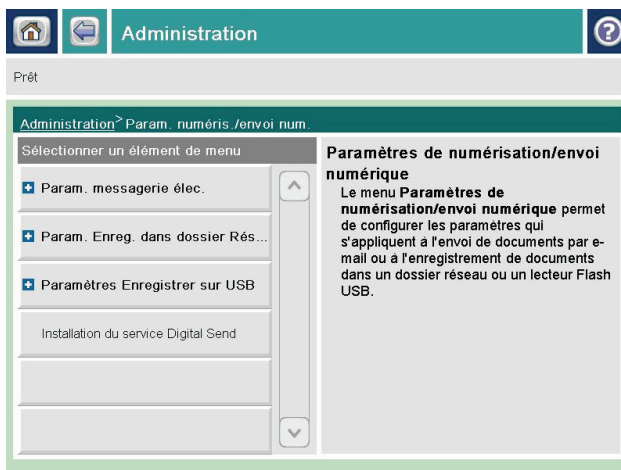 Administration
?
Prêt
Administration>Param. numéris./envoi num.
Sélectionner un élément de menu
Param. messagerie élec.
Param. Enreg. dans dossier Rés...
Paramètres Enregistrer sur USB
Installation du service Digital Send
Paramètres de numérisation/envoi
numérique
Le menu Paramètres de
numérisation/envoi numérique permet
de configurer les paramètres qui
s'appliquent à l'envoi de documents par e-
mail ou à l'enregistrement de documents
dans un dossier réseau ou un lecteur Flash
USB.